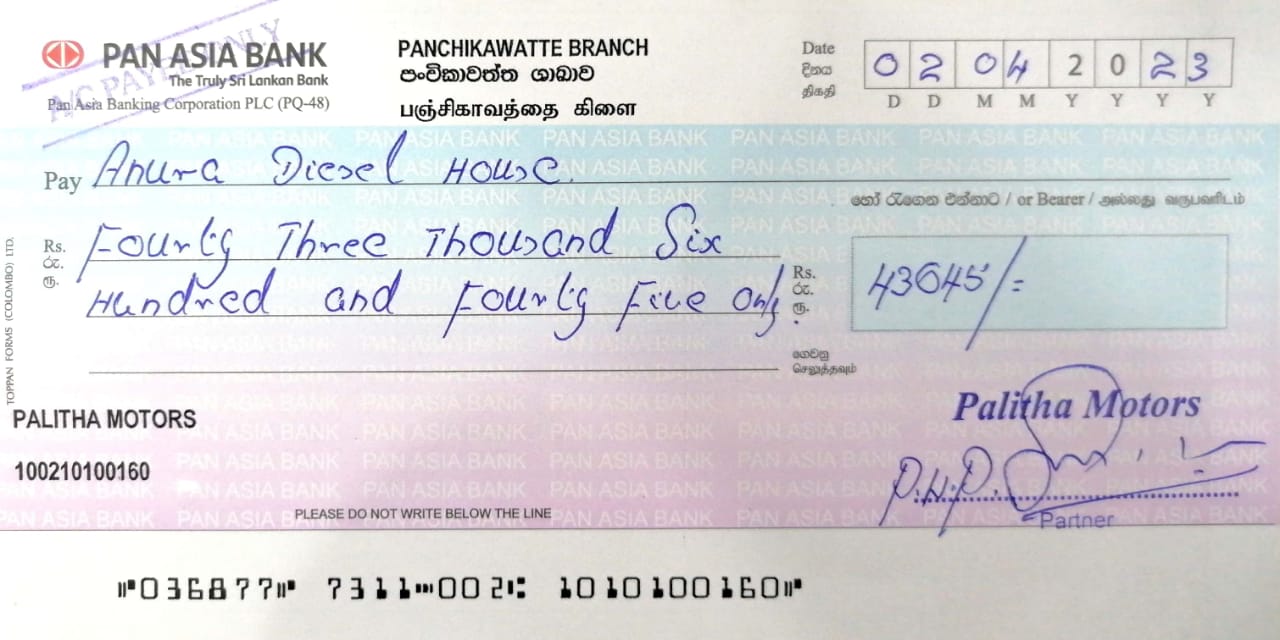 A/C PAYEE ONLY
PAN ASIA BANK
The Truly Sri Lankan Bank
Pan Asia Banking Corporation PLC (PQ-48)
PANCHIKAWATTE BRANCH
පංචිකාවත්ත ශාඛාව
பஞ்சிகாவத்தை கிளை
Date
දිනය
திகதி
0 2 0 4 2 0 2 3
D D M M Y Y Y Y
Pay Anura Diesel House.
හෝ රැගෙන එන්නාට / or Bearer / அல்லது வருபவரிடம்
Rs.
රු.
ரூ.
Fourty Three Thousand Six
Hundred and Fourty Five Only
Rs.
රු.
ரூ.
43645/=
ගෙවනු
செலுத்தவும்
TOPPAN FORMS (COLOMBO) LTD.
PALITHA MOTORS
100210100160
Palitha Motors
P.H.P.
Partner
PLEASE DO NOT WRITE BELOW THE LINE
⑈036877⑈ 7311⑉002⑆ 1010100160⑈